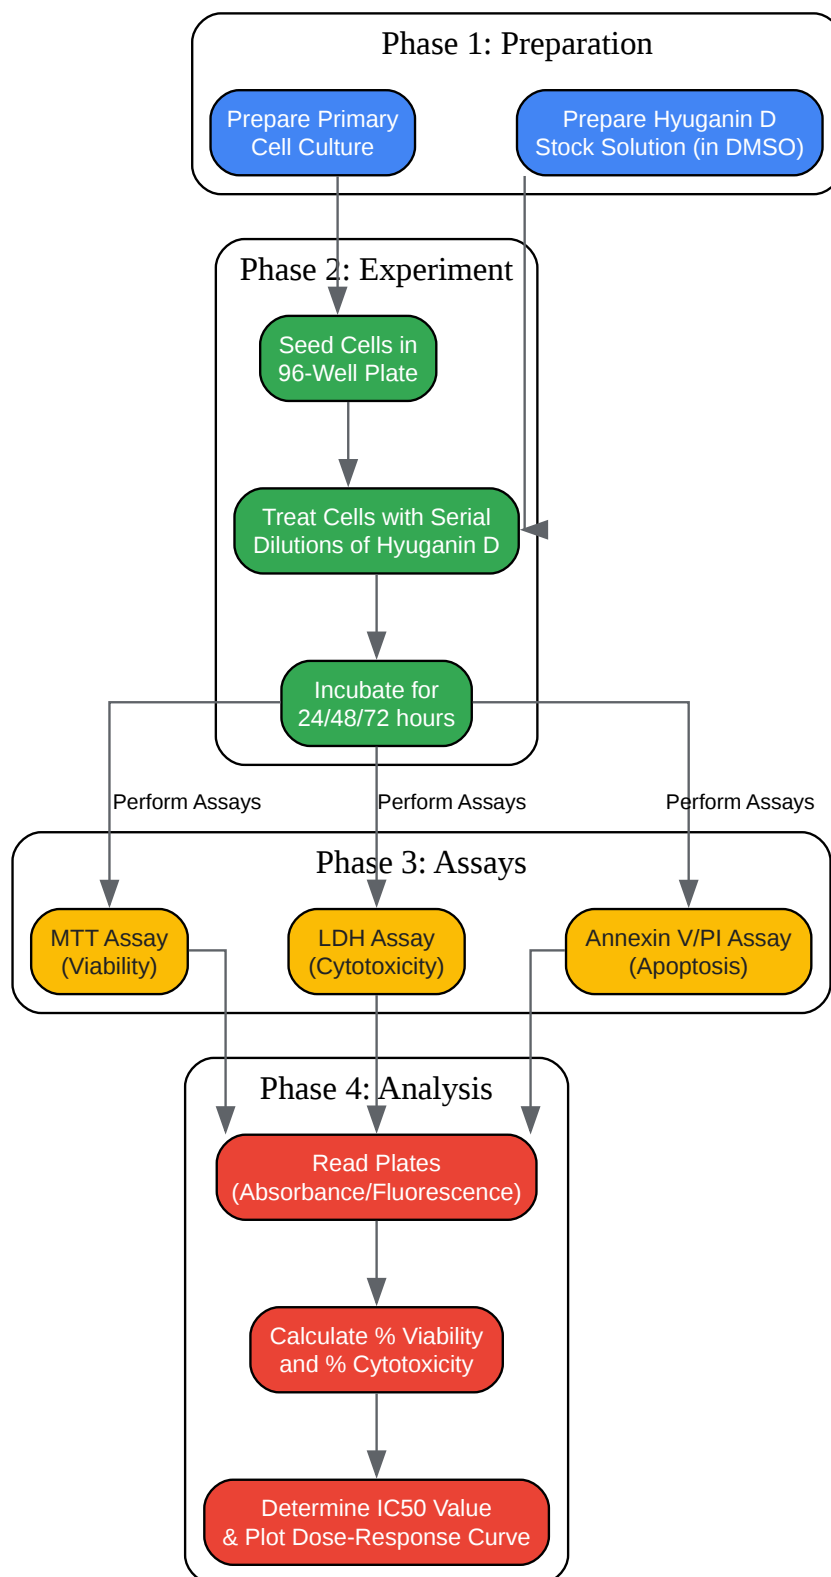 Phase 1: Preparation
Prepare Primary
Cell Culture
Prepare Hyuganin D
Stock Solution (in DMSO)
Phase 2: Experiment
Seed Cells in
96-Well Plate
Treat Cells with Serial
Dilutions of Hyuganin D
Incubate for
24/48/72 hours
Perform Assays
Perform Assays
Perform Assays
Phase 3: Assays
MTT Assay
(Viability)
LDH Assay
(Cytotoxicity)
Annexin V/PI Assay
(Apoptosis)
Phase 4: Analysis
Read Plates
(Absorbance/Fluorescence)
Calculate % Viability
and % Cytotoxicity
Determine IC50 Value
& Plot Dose-Response Curve